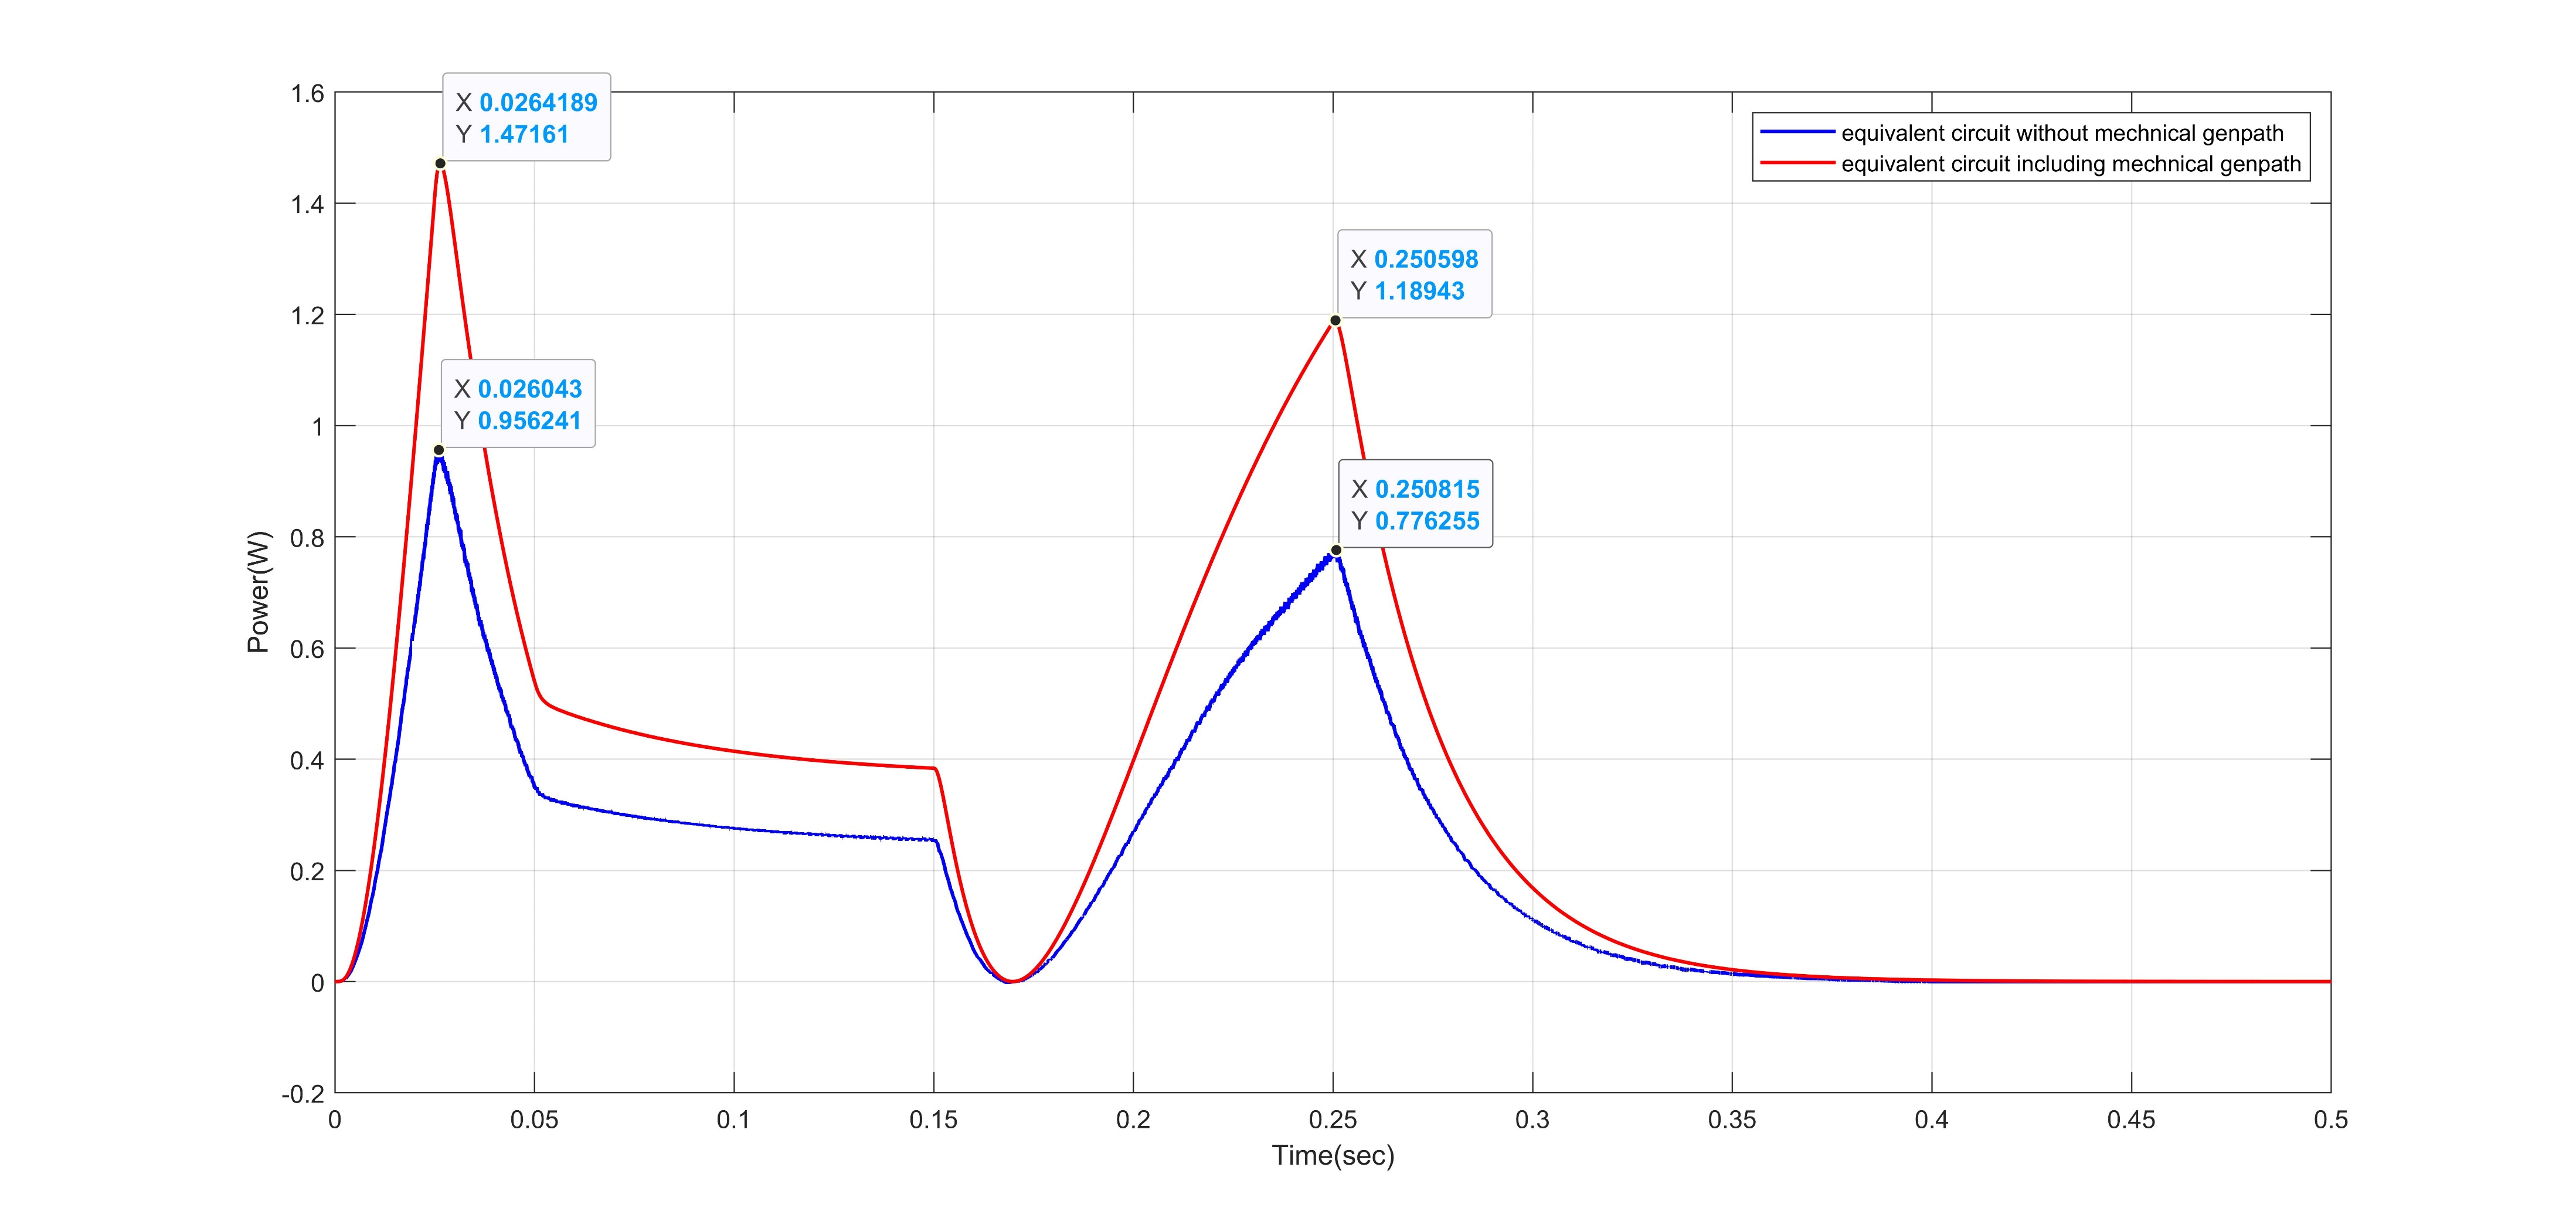 X 0.0264189
Y 1.47161
equivalent circuit without mechnical genpath
equivalent circuit including mechnical genpath
X 0.250598
Y 1.18943
X 0.026043
Y 0.956241
X 0.250815
Y 0.776255
Power(W)
1.6
1.4
1.2
1
0.8
0.6
0.4
0.2
0
-0.2
0 0.05 0.1 0.15 0.2 0.25 0.3 0.35 0.4 0.45 0.5
Time(sec)